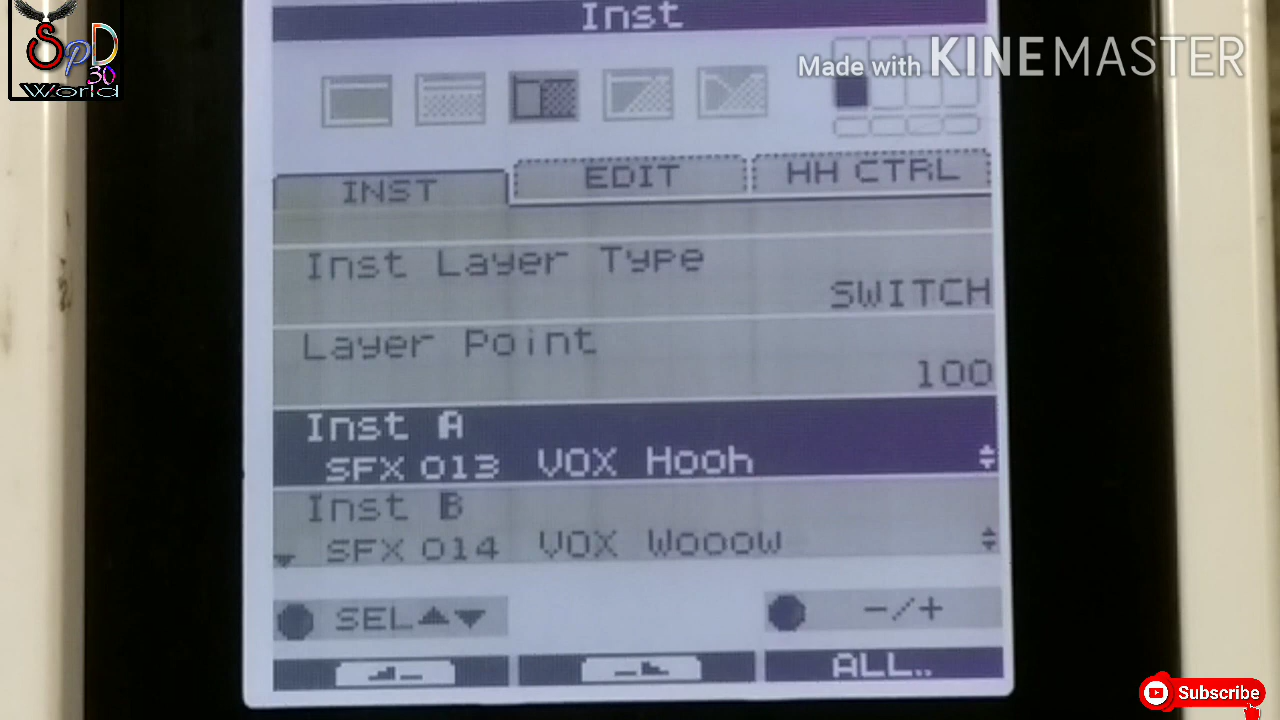 Inst
SPD
30
World
Made with KINEMASTER
INST
EDIT
HH CTRL
Inst Layer Type
SWITCH
Layer Point
100
Inst A
SFX 013 VOX Hooh
Inst B
SFX 014 VOX WoooW
SEL▲▼
-/+
ALL..
Subscribe